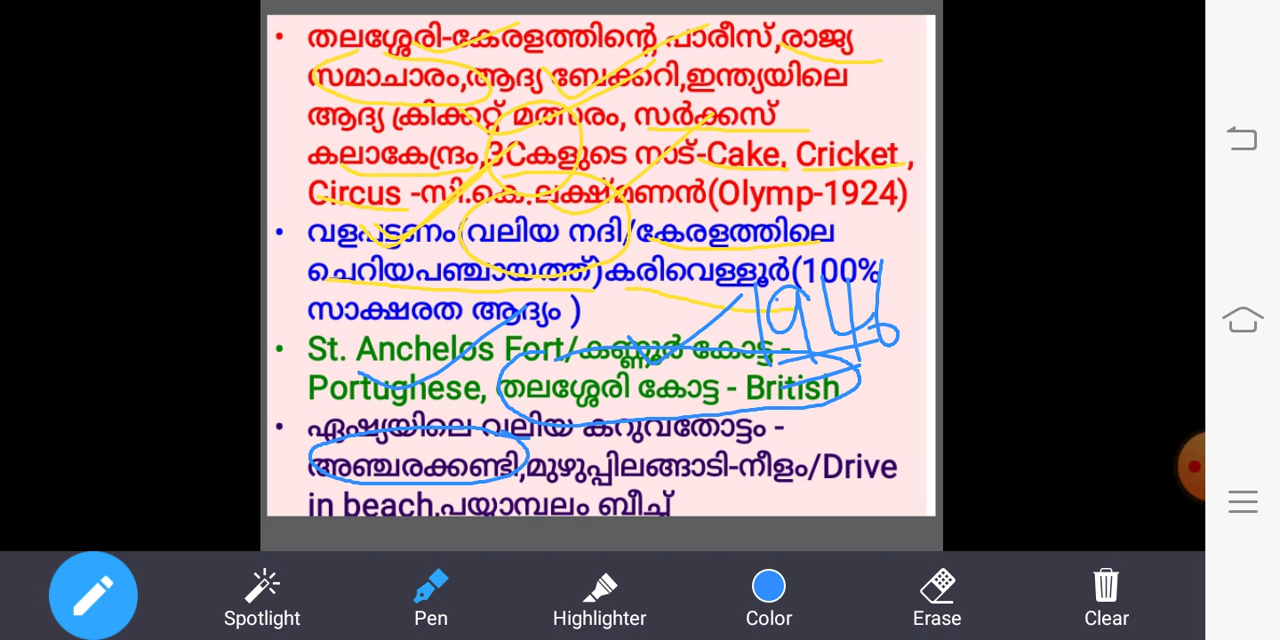 • തലശ്ശേരി-കേരളത്തിന്റെ പാരീസ്,രാജ്യ
സമാചാരം,ആദ്യ ബേക്കറി,ഇന്ത്യയിലെ
ആദ്യ ക്രിക്കറ്റ് മത്സരം, സർക്കസ്
കലാകേന്ദ്രം,3Cകളുടെ നാട്-Cake, Cricket ,
Circus -സി.കെ.ലക്ഷ്മണൻ(Olymp-1924)
• വളപട്ടണം(വലിയ നദി/കേരളത്തിലെ
ചെറിയപഞ്ചായത്ത്)കരിവെള്ളൂർ(100%
സാക്ഷരത ആദ്യം )
1946
• St. Anchelos Fort/കണ്ണൂർ കോട്ട -
Portughese, തലശ്ശേരി കോട്ട - British
• ഏഷ്യയിലെ വലിയ കറുവതോട്ടം -
അഞ്ചരക്കണ്ടി,മുഴുപ്പിലങ്ങാടി-നീളം/Drive
in beach,പയ്യാമ്പലം ബീച്ച്
Spotlight Pen Highlighter Color Erase Clear